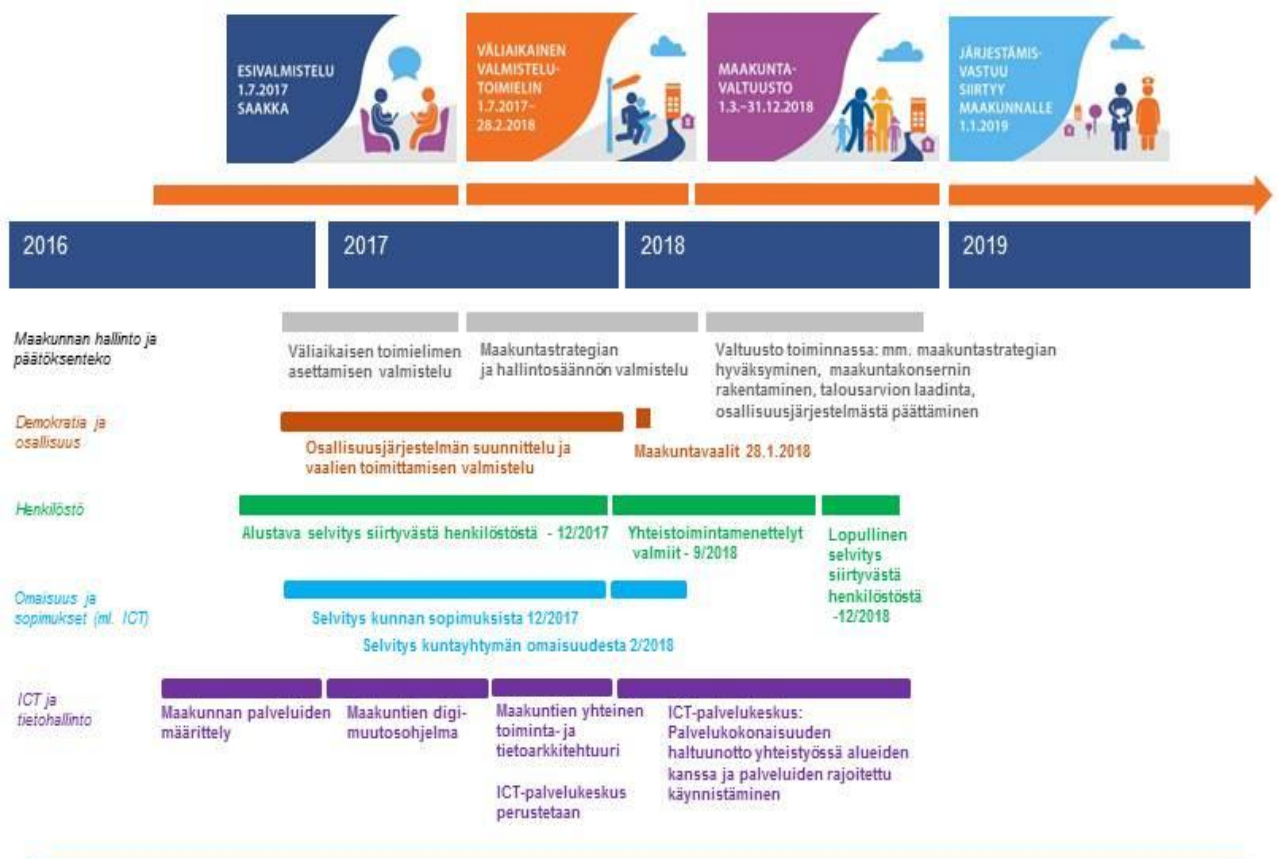 ESIVALMISTELU
1.7.2017
SAAKKA
VÄLIAIKAINEN
VALMISTELU-
TOIMIELIN
1.7.2017–
28.2.2018
MAAKUNTA-
VALTUUSTO
1.3.–31.12.2018
JÄRJESTÄMIS-
VASTUU
SIIRTYY
MAAKUNNALLE
1.1.2019
2016
2017
2018
2019
Maakunnan hallinto ja
päätöksenteko
Väliaikaisen toimielimen
asettamisen valmistelu
Maakuntastrategian
ja hallintosäännön valmistelu
Valtuusto toiminnassa: mm. maakuntastrategian
hyväksyminen, maakuntakonsernin
rakentaminen, talousarvion laadinta,
osallisuusjärjestelmästä päättäminen
Demokratia ja
osallisuus
Osallisuusjärjestelmän suunnittelu ja
vaalien toimittamisen valmistelu
Maakuntavaalit 28.1.2018
Henkilöstö
Alustava selvitys siirtyvästä henkilöstöstä - 12/2017
Yhteistoimintamenettelyt
valmiit - 9/2018
Lopullinen
selvitys
siirtyvästä
henkilöstöstä
-12/2018
Omaisuus ja
sopimukset (ml. ICT)
Selvitys kunnan sopimuksista 12/2017
Selvitys kuntayhtymän omaisuudesta 2/2018
ICT ja
tietohallinto
Maakunnan palveluiden
määrittely
Maakuntien digi-
muutosohjelma
Maakuntien yhteinen
toiminta- ja
tietoarkkitehtuuri
ICT-palvelukeskus
perustetaan
ICT-palvelukeskus:
Palvelukokonaisuuden
haltuunotto yhteistyössä alueiden
kanssa ja palveluiden rajoitettu
käynnistäminen